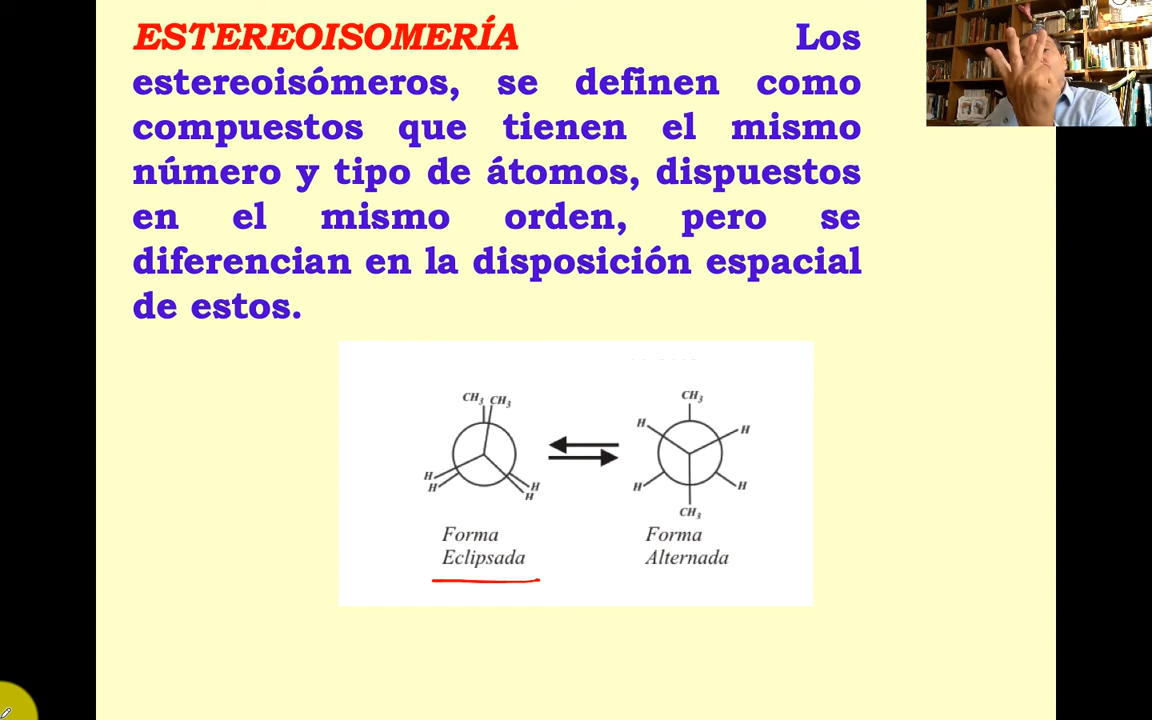 ESTEREOISOMERÍA Los
estereoisómeros, se definen como
compuestos que tienen el mismo
número y tipo de átomos, dispuestos
en el mismo orden, pero se
diferencian en la disposición espacial
de estos.
CH3 CH3
H
H
H
H
Forma
Eclipsada
CH3
H
H
H
H
CH3
Forma
Alternada